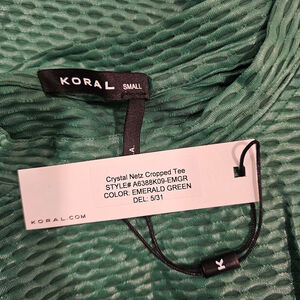 KORAL SMALL
Crystal Netz Cropped Tee
STYLE# A6388K09-EMGR
COLOR: EMERALD GREEN
DEL: 5/31
KORAL.COM
K